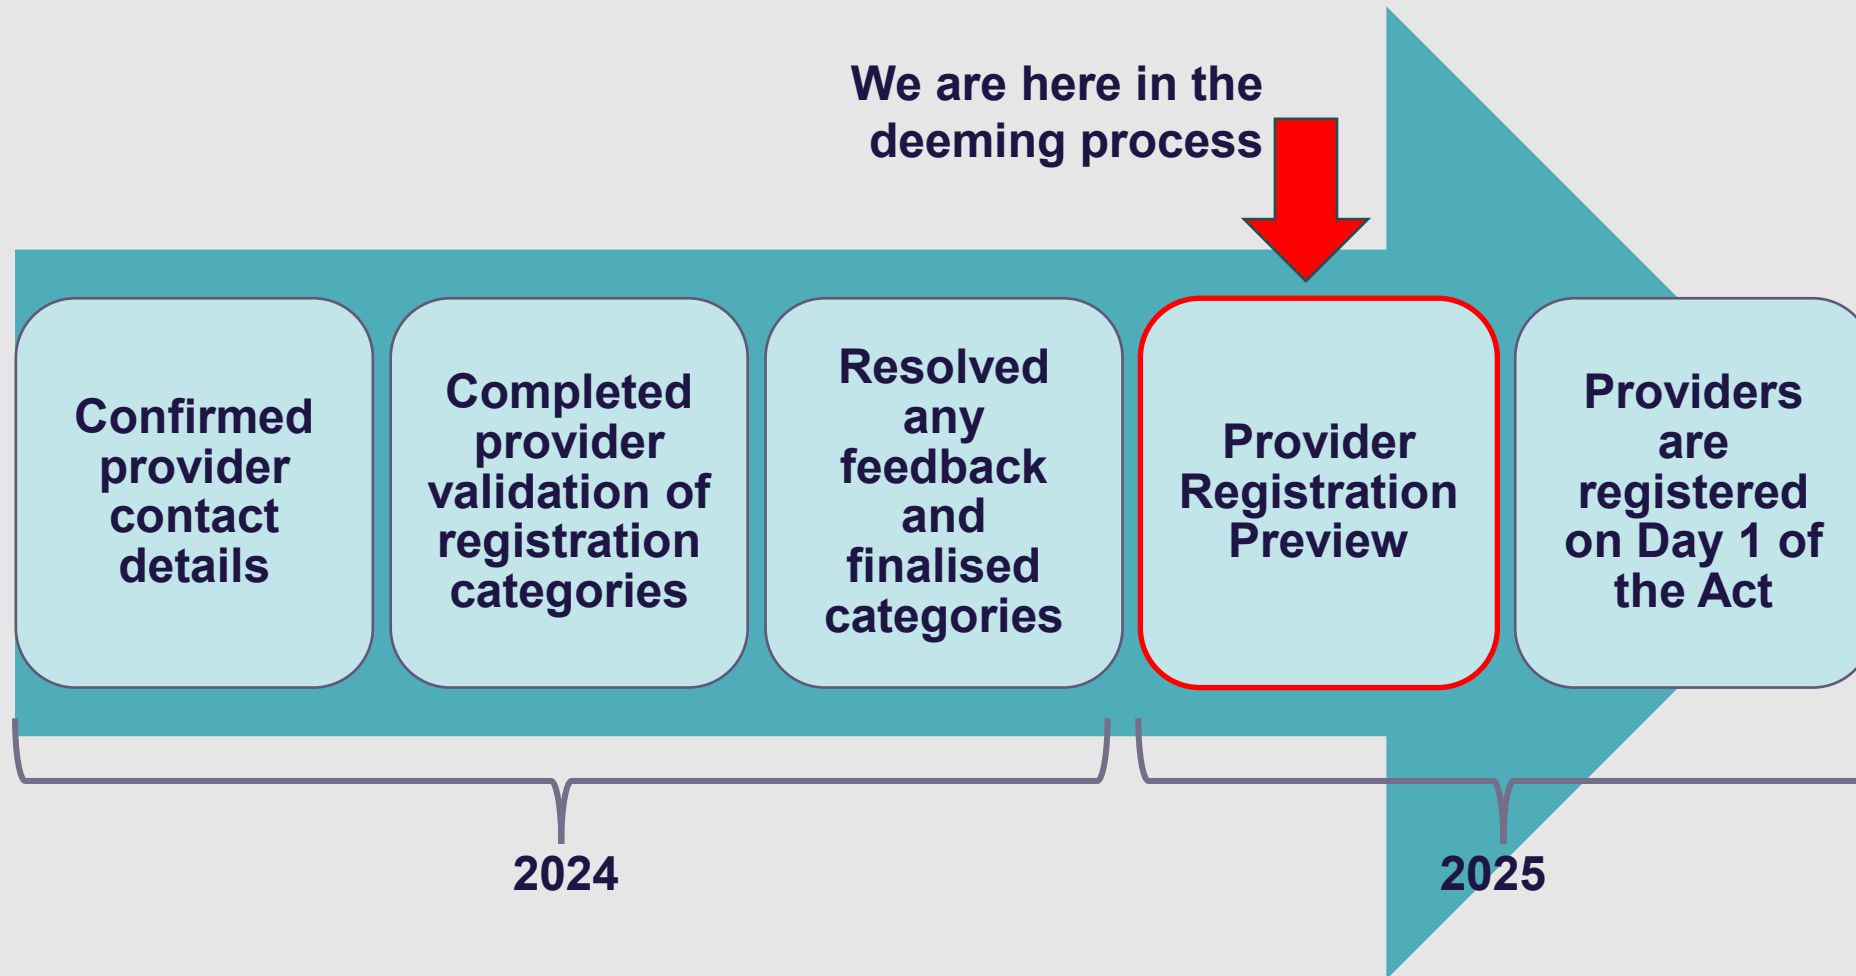 We are here in the
deeming process
Confirmed
provider
contact
details
Completed
provider
validation of
registration
categories
Resolved
any
feedback
and
finalised
categories
Provider
Registration
Preview
Providers
are
registered
on Day 1 of
the Act
2024
2025